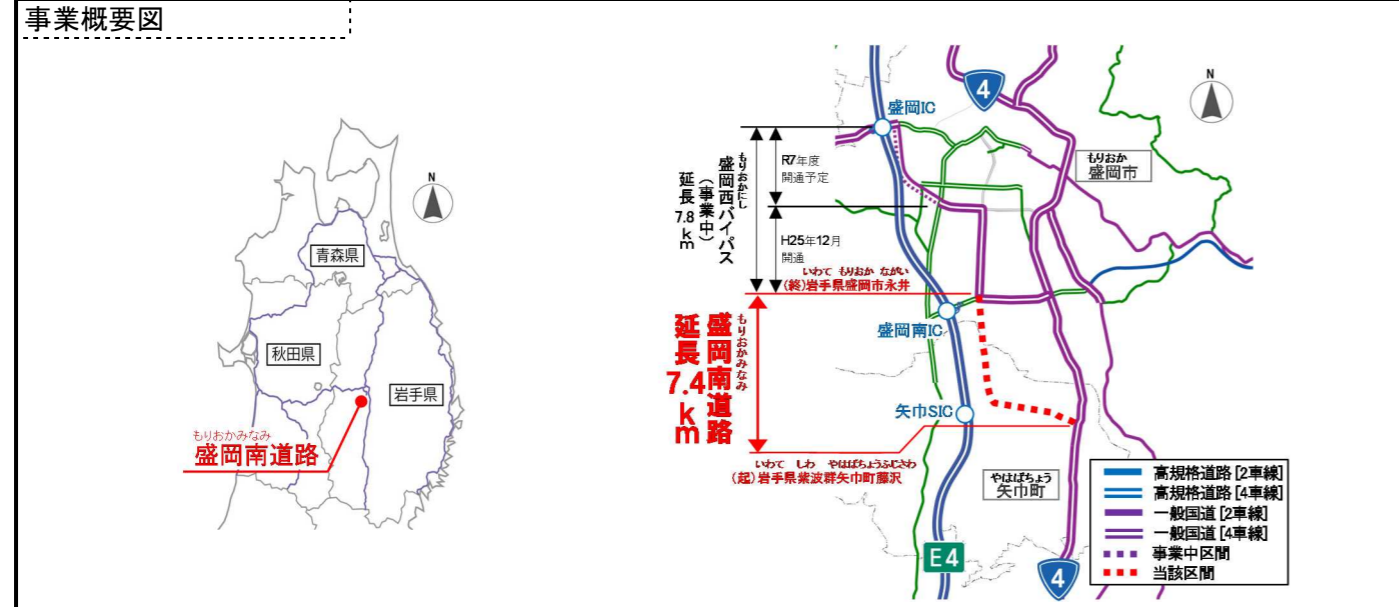 事業概要図
N
青森県
秋田県
岩手県
もりおかみなみ
盛岡南道路
N
4
盛岡IC
もりおか
盛岡市
R7年度
開通予定
もりおかにし
盛岡西バイパス
(事業中)
延長7.8km
H25年12月
開通
いわて もりおか ながい
(終)岩手県盛岡市永井
盛岡南IC
もりおかみなみ
盛岡南道路
延長7.4km
矢巾SIC
いわて しわ やはばちょうふじさわ
(起)岩手県紫波群矢巾町藤沢
やはばちょう
矢巾町
E4
4
高規格道路[2車線]
高規格道路[4車線]
一般国道[2車線]
一般国道[4車線]
事業中区間
当該区間